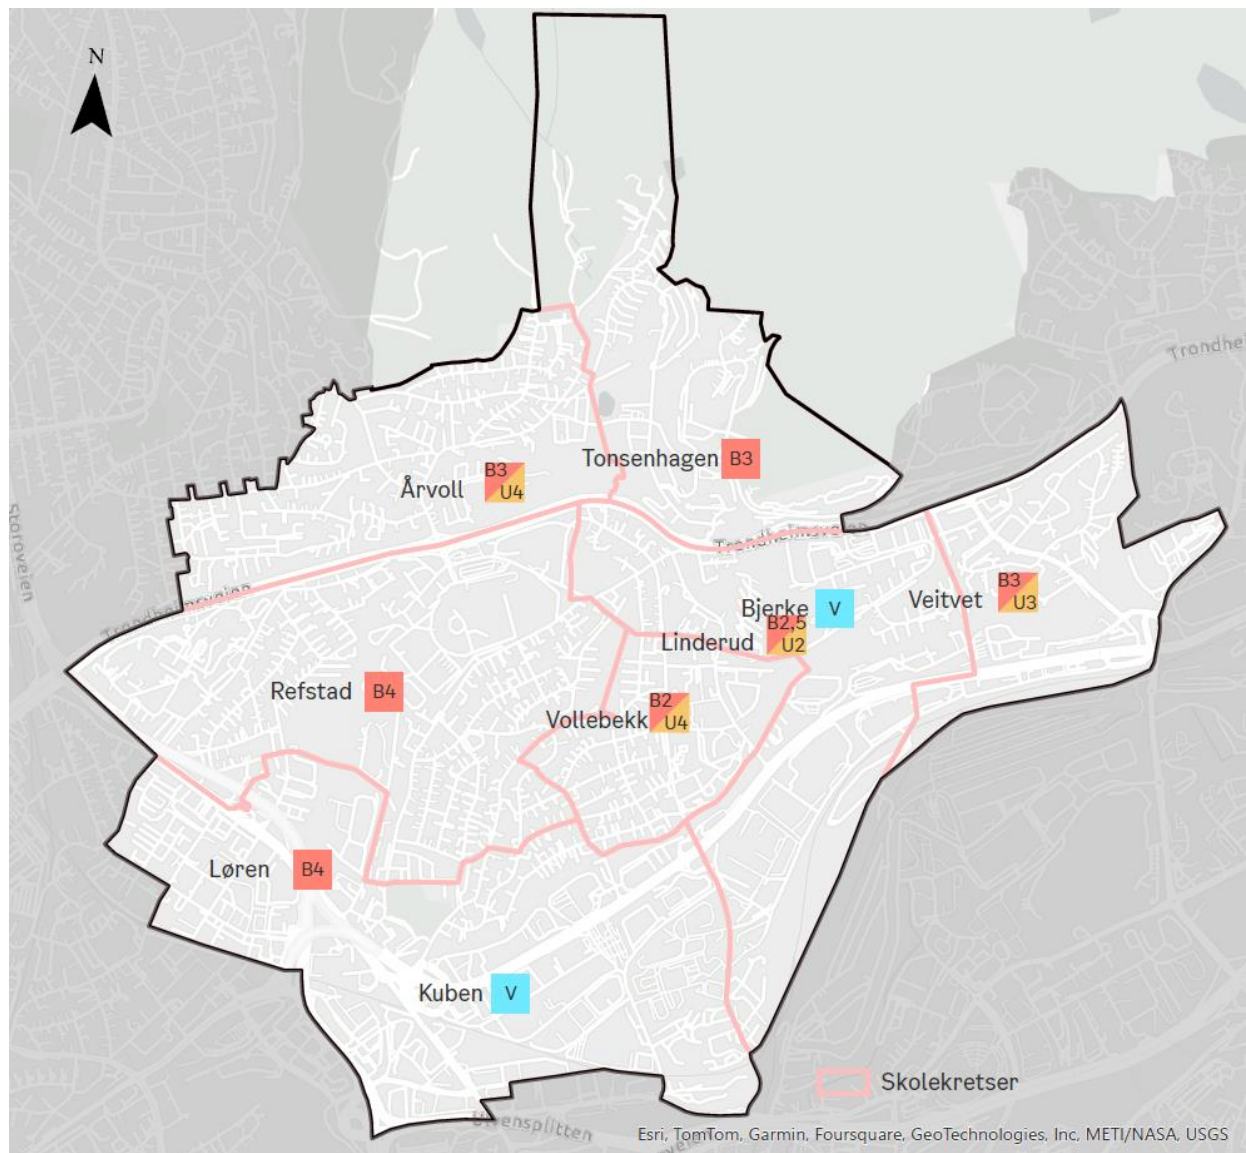 N
Trondhei
Storoveien
Tonsenhagen B3
Årvoll B3 U4
Trondheimsveien
Trondheimsveien
Veitvet B3 U3
Bjerke V
Linderud B2,5 U2
Refstad B4
Vollebekk B2 U4
Løren B4
Kuben V
Skolekretser
Ulvensplitten
Esri, TomTom, Garmin, Foursquare, GeoTechnologies, Inc, METI/NASA, USGS